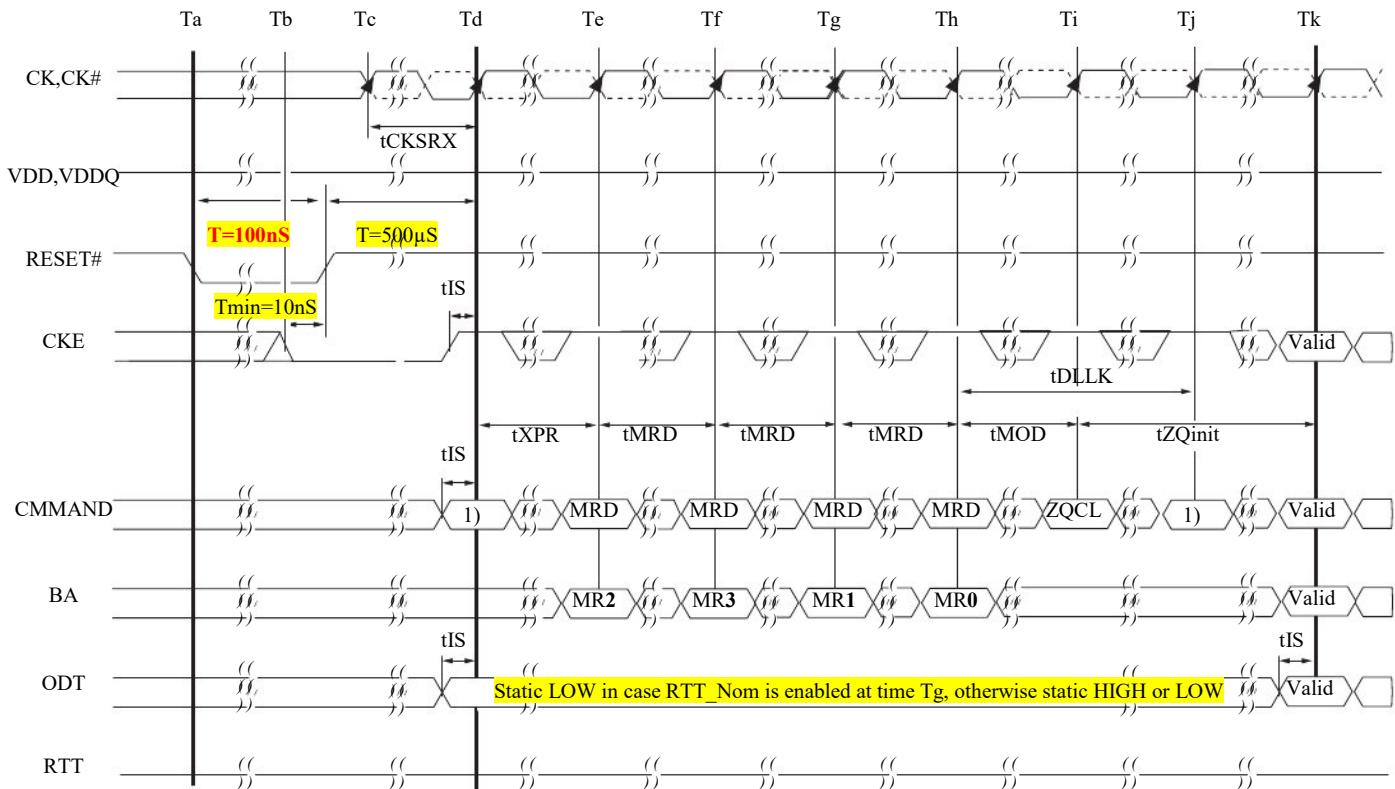 Ta Tb Tc Td Te Tf Tg Th Ti Tj Tk
CK,CK#
tCKSRX
VDD,VDDQ
T=100nS T=500µS
RESET#
Tmin=10nS tIS
CKE Valid
tDLLK
tXPR tMRD tMRD tMRD tMOD tZQinit
tIS
CMMAND 1) MRD MRD MRD MRD ZQCL 1) Valid
BA MR2 MR3 MR1 MR0 Valid
tIS tIS
ODT Static LOW in case RTT_Nom is enabled at time Tg, otherwise static HIGH or LOW Valid
RTT